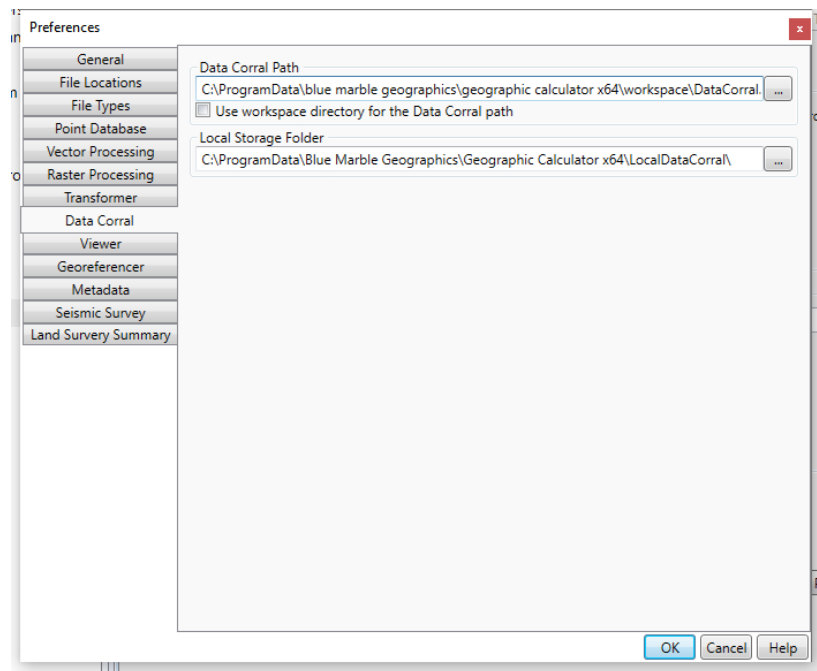 Preferences
x
General
File Locations
File Types
Point Database
Vector Processing
Raster Processing
Transformer
Data Corral
Viewer
Georeferencer
Metadata
Seismic Survey
Land Survery Summary
Data Corral Path
C:\ProgramData\blue marble geographics\geographic calculator x64\workspace\DataCorral. ...
Use workspace directory for the Data Corral path
Local Storage Folder
C:\ProgramData\Blue Marble Geographics\Geographic Calculator x64\LocalDataCorral\ ...
OK Cancel Help